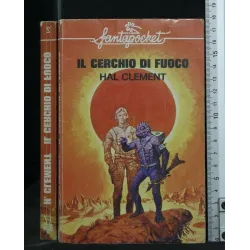 fantapocket
IL CERCHIO DI FUOCO
HAL CLEMENT
H. CLEMENT IL CERCHIO DI FUOCO